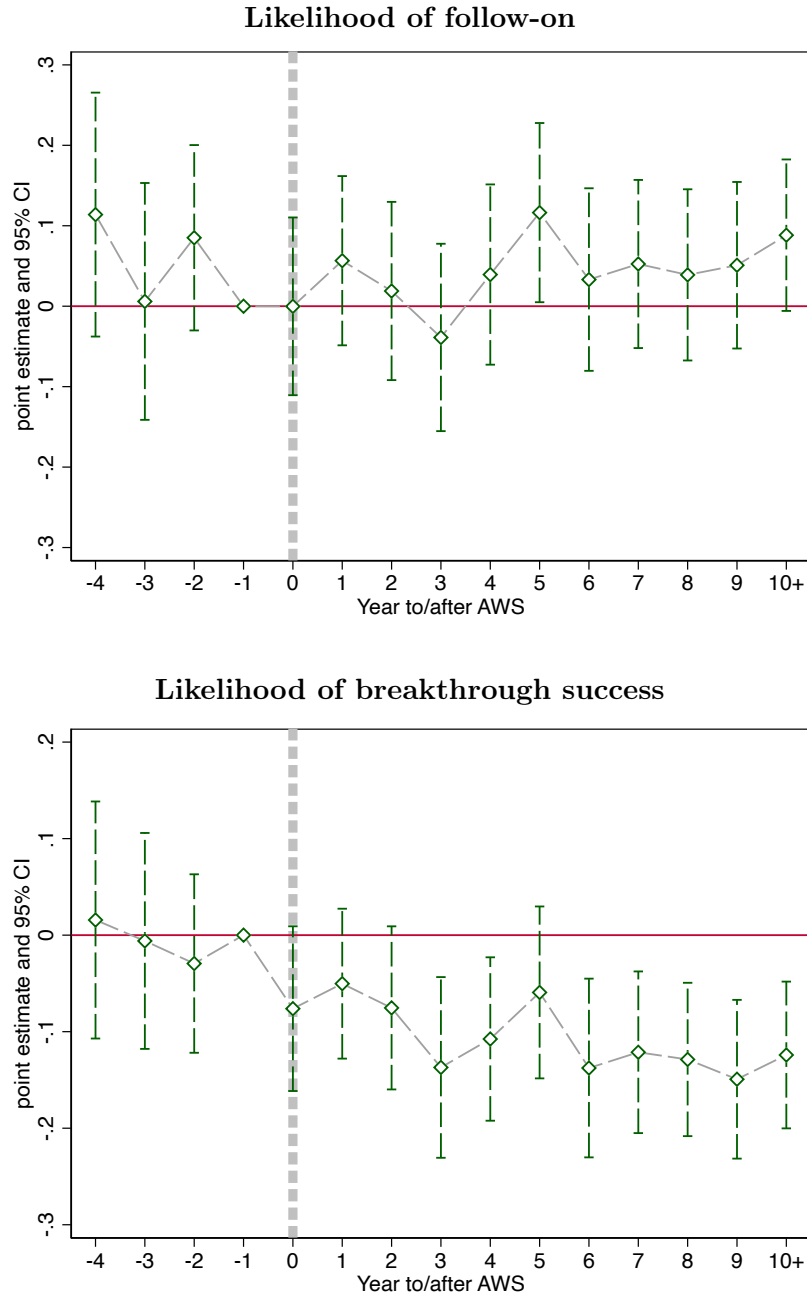 Likelihood of follow-on
point estimate and 95% CI
.3
.2
.1
0
-.1
-.2
-.3
-4 -3 -2 -1 0 1 2 3 4 5 6 7 8 9 10+
Year to/after AWS
Likelihood of breakthrough success
point estimate and 95% CI
.2
.1
0
-.1
-.2
-.3
-4 -3 -2 -1 0 1 2 3 4 5 6 7 8 9 10+
Year to/after AWS